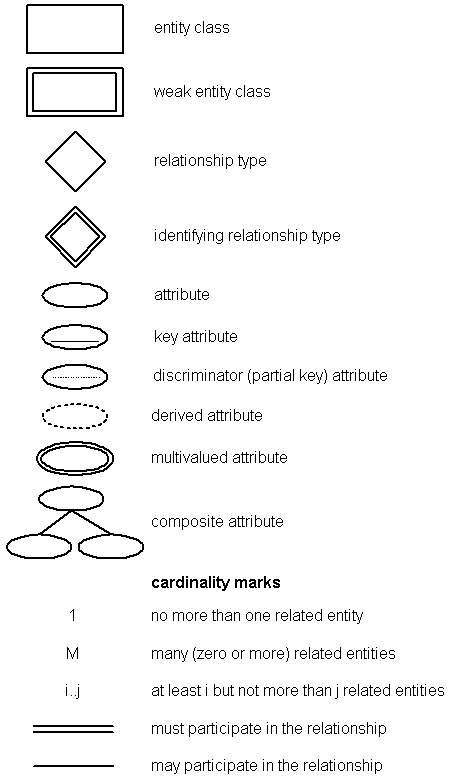 entity class
weak entity class
relationship type
identifying relationship type
attribute
key attribute
discriminator (partial key) attribute
derived attribute
multivalued attribute
composite attribute
cardinality marks
1 no more than one related entity
M many (zero or more) related entities
i..j at least i but not more than j related entities
must participate in the relationship
may participate in the relationship